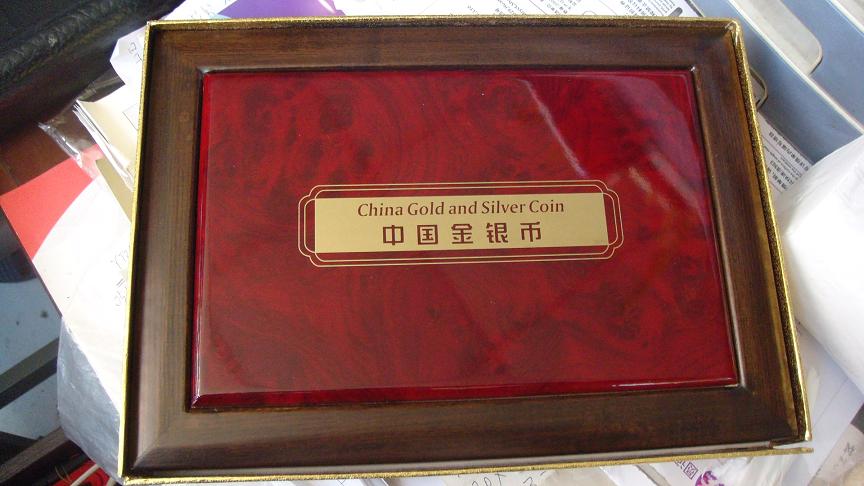 China Gold and Silver Coin
中国金银币